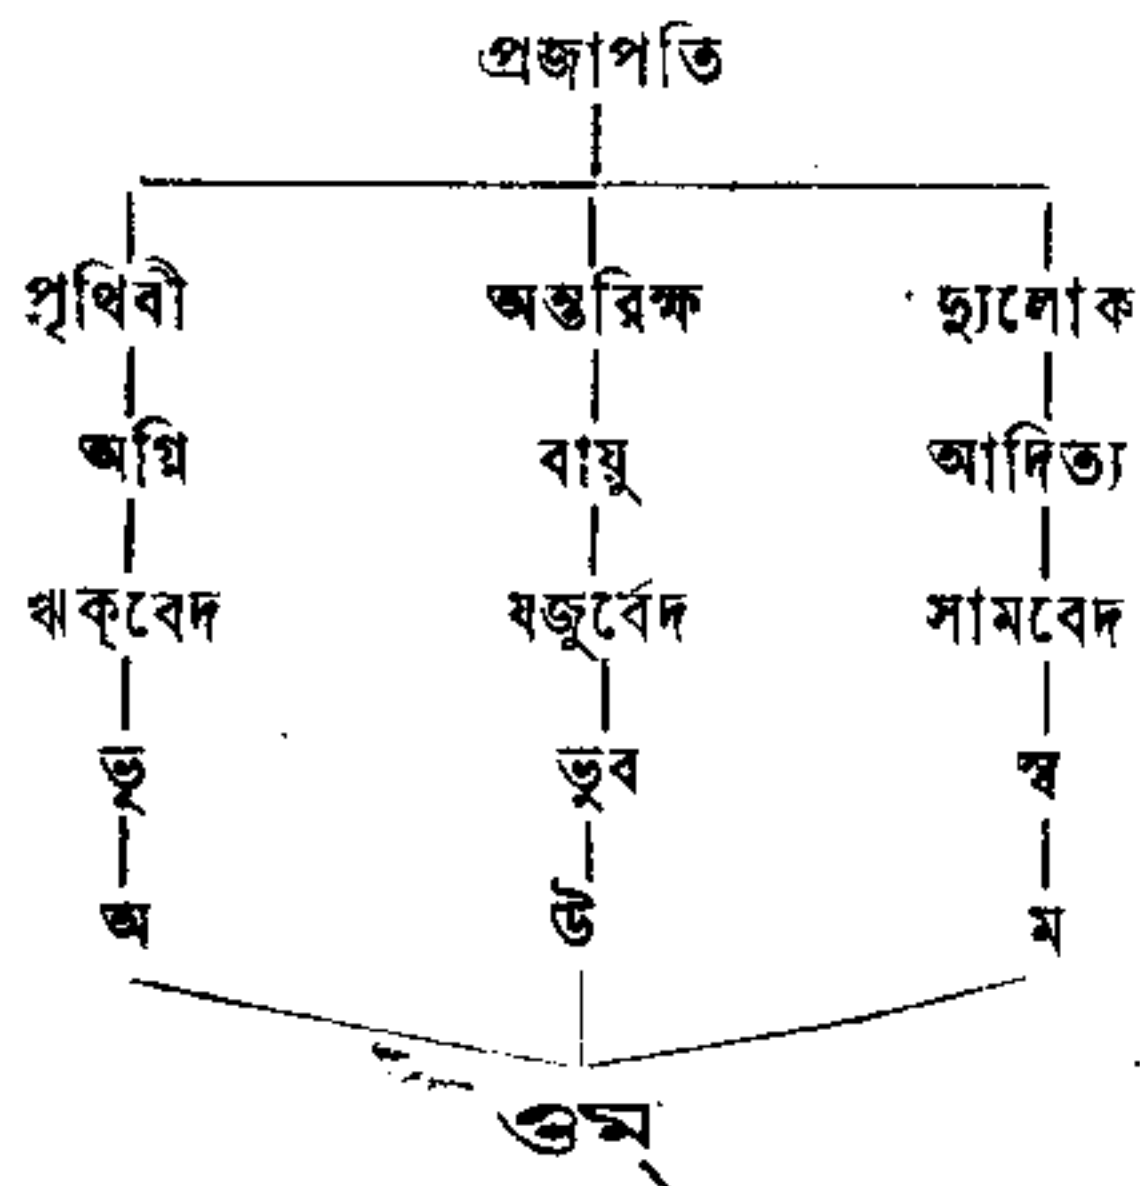 প্রজাপতি
পৃথিবী অন্তরিক্ষ দ্যুলোক
অগ্নি বায়ু আদিত্য
ঋক্‌বেদ যজুর্বেদ সামবেদ
ভূ ভুব স্ব
অ উ ম
ওম্